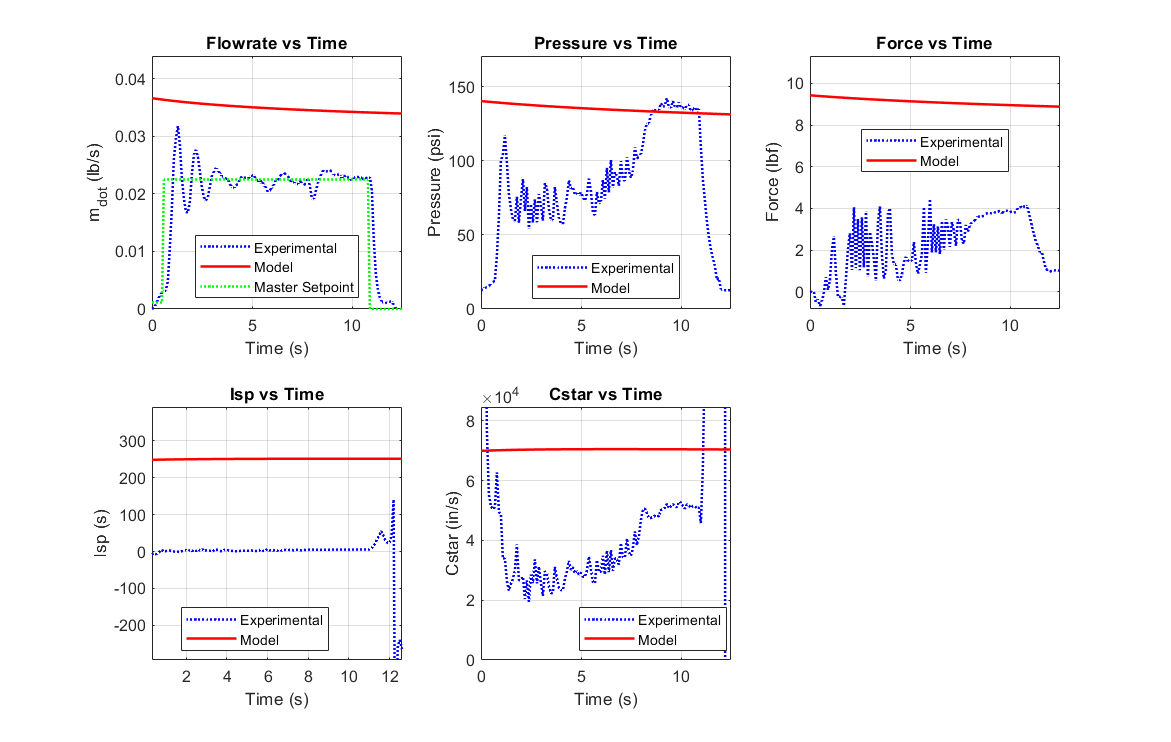 Flowrate vs Time
0.04
0.03
0.02
0.01
0
m_dot (lb/s)
Experimental
Model
Master Setpoint
0 5 10
Time (s)
Pressure vs Time
150
100
50
0
Pressure (psi)
Experimental
Model
0 5 10
Time (s)
Force vs Time
10
8
6
4
2
0
Force (lbf)
Experimental
Model
0 5 10
Time (s)
Isp vs Time
300
200
100
0
-100
-200
Isp (s)
Experimental
Model
2 4 6 8 10 12
Time (s)
×10^4
Cstar vs Time
8
6
4
2
0
Cstar (in/s)
Experimental
Model
0 5 10
Time (s)